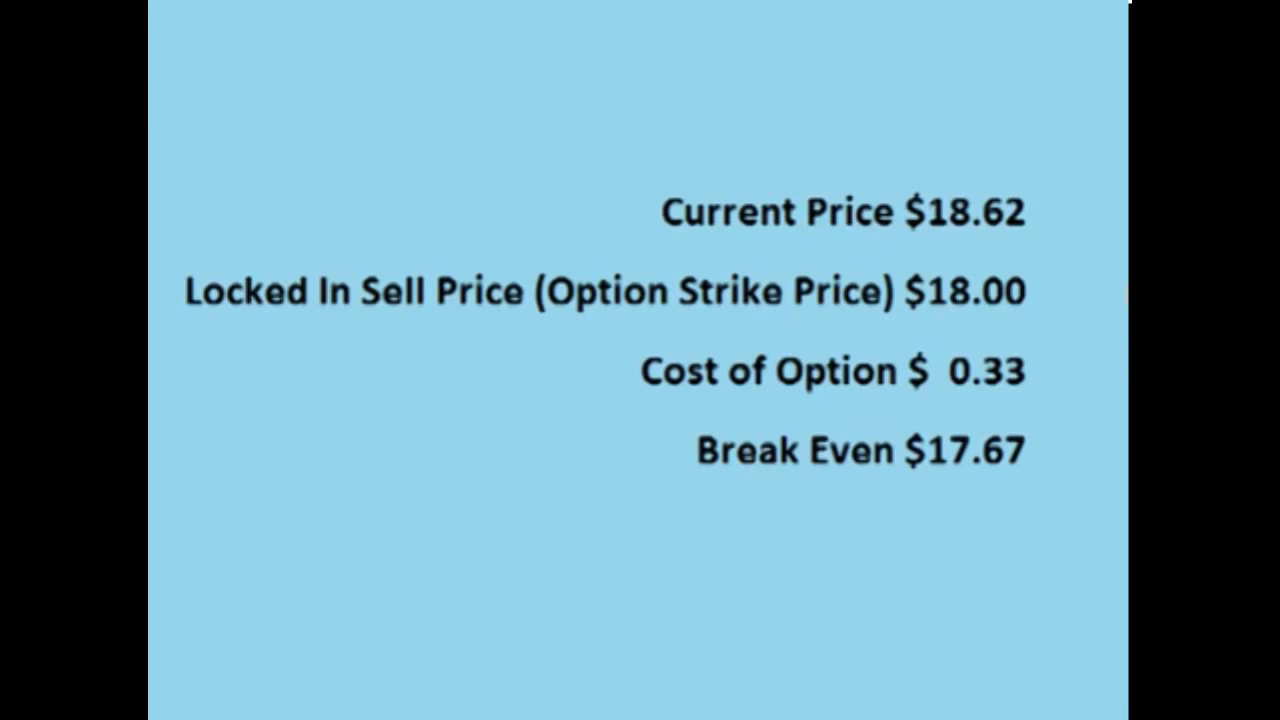 Current Price $18.62
Locked In Sell Price (Option Strike Price) $18.00
Cost of Option $ 0.33
Break Even $17.67